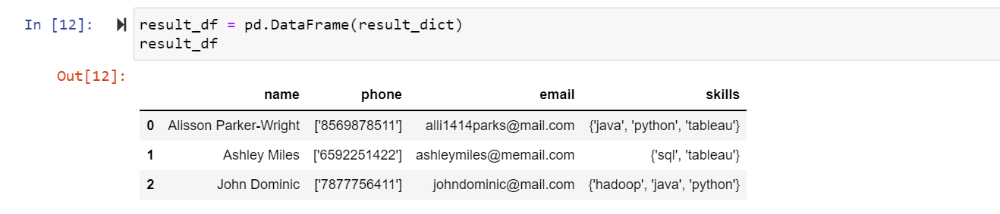 In [12]: result_df = pd.DataFrame(result_dict)
result_df
Out[12]:
name phone email skills
0 Alisson Parker-Wright ['8569878511'] alli1414parks@mail.com {'java', 'python', 'tableau'}
1 Ashley Miles ['6592251422'] ashleymiles@memail.com {'sql', 'tableau'}
2 John Dominic ['7877756411'] johndominic@mail.com {'hadoop', 'java', 'python'}